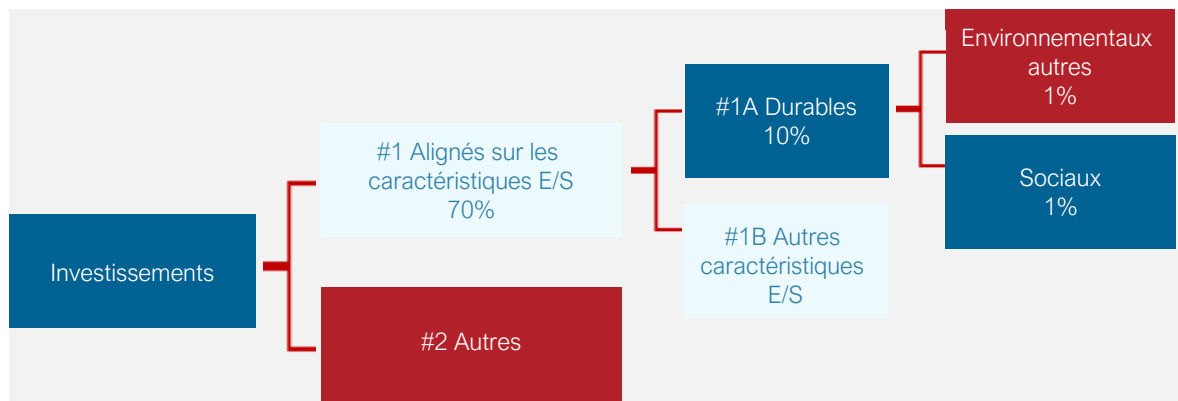 Investissements
#1 Alignés sur les
caractéristiques E/S
70%
#2 Autres
#1A Durables
10%
#1B Autres
caractéristiques
E/S
Environnementaux
autres
1%
Sociaux
1%